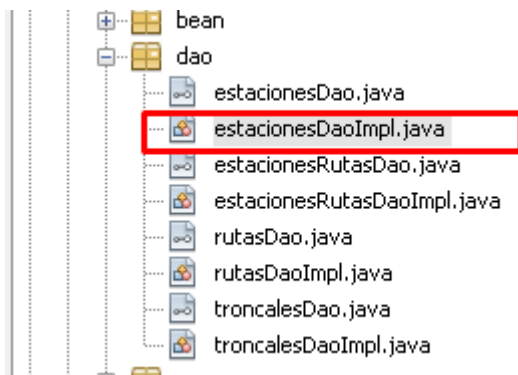 bean
dao
estacionesDao.java
estacionesDaoImpl.java
estacionesRutasDao.java
estacionesRutasDaoImpl.java
rutasDao.java
rutasDaoImpl.java
troncalesDao.java
troncalesDaoImpl.java